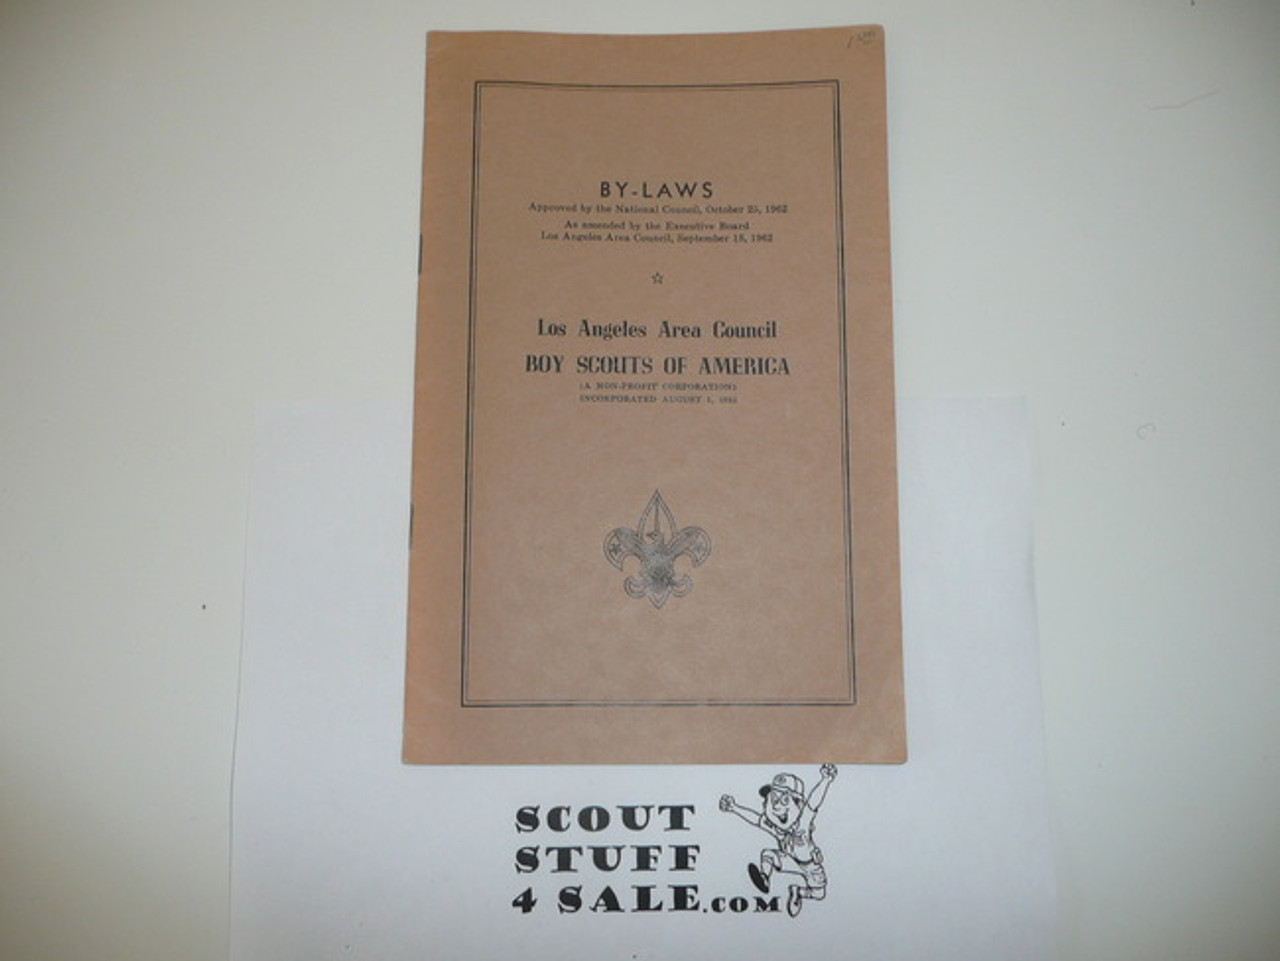 BY-LAWS
Approved by the National Council, October 25, 1962
As amended by the Executive Board
Los Angeles Area Council, September 18, 1962
Los Angeles Area Council
BOY SCOUTS OF AMERICA
(A NON-PROFIT CORPORATION)
INCORPORATED AUGUST 1,
SCOUT
STUFF
4 SALE.COM